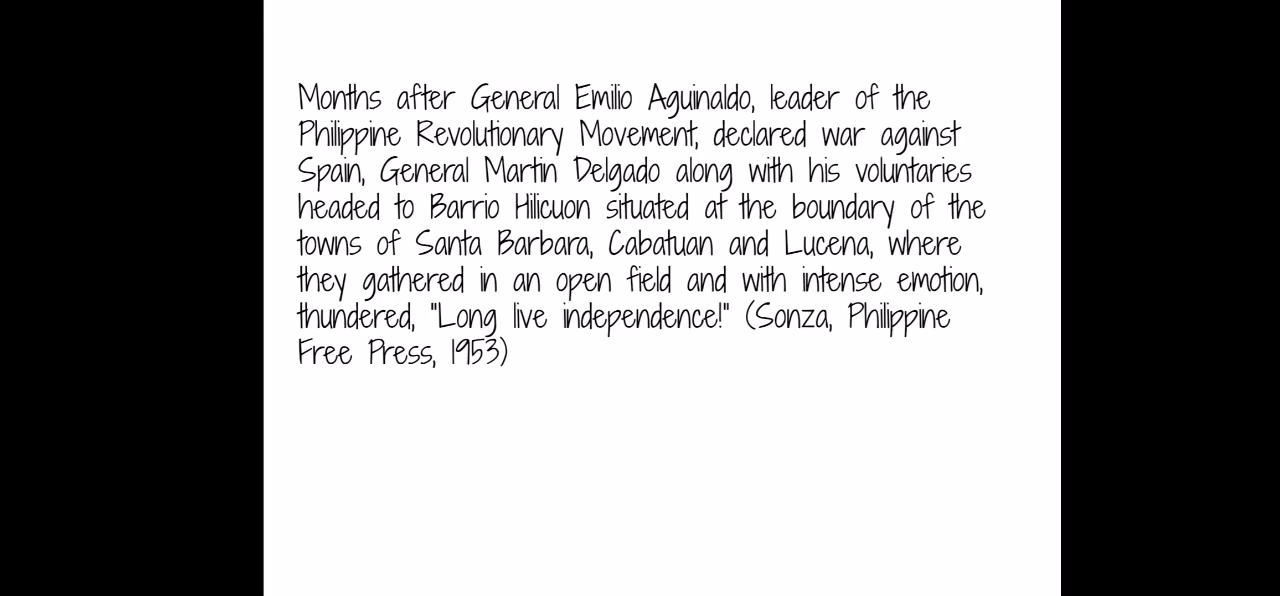 Months after General Emilio Aguinaldo, leader of the
Philippine Revolutionary Movement, declared war against
Spain, General Martin Delgado along with his voluntaries
headed to Barrio Hilicuon situated at the boundary of the
towns of Santa Barbara, Cabatuan and Lucena, where
they gathered in an open field and with intense emotion,
thundered, "Long live independence!" (Sonza, Philippine
Free Press, 1953)